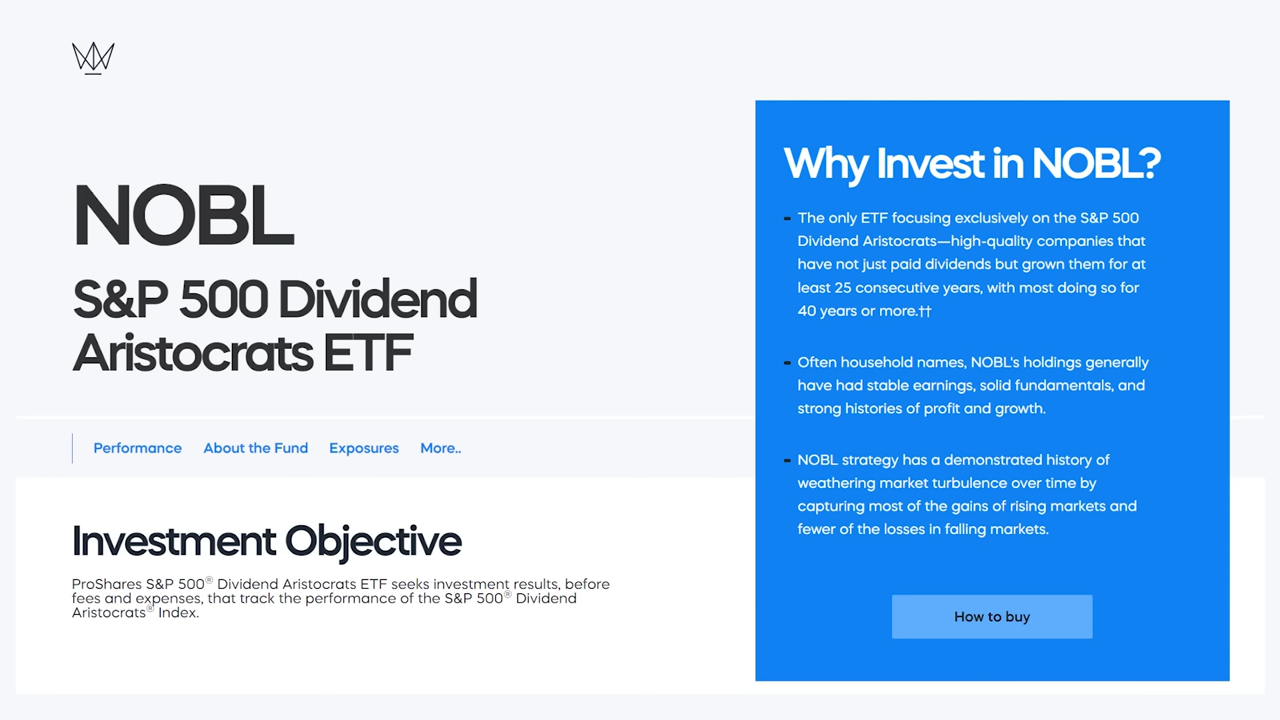 NOBL
S&P 500 Dividend
Aristocrats ETF
Performance About the Fund Exposures More..
Investment Objective
ProShares S&P 500® Dividend Aristocrats ETF seeks investment results, before
fees and expenses, that track the performance of the S&P 500® Dividend
Aristocrats® Index.
Why Invest in NOBL?
- The only ETF focusing exclusively on the S&P 500
Dividend Aristocrats—high-quality companies that
have not just paid dividends but grown them for at
least 25 consecutive years, with most doing so for
40 years or more.††
- Often household names, NOBL's holdings generally
have had stable earnings, solid fundamentals, and
strong histories of profit and growth.
- NOBL strategy has a demonstrated history of
weathering market turbulence over time by
capturing most of the gains of rising markets and
fewer of the losses in falling markets.
How to buy